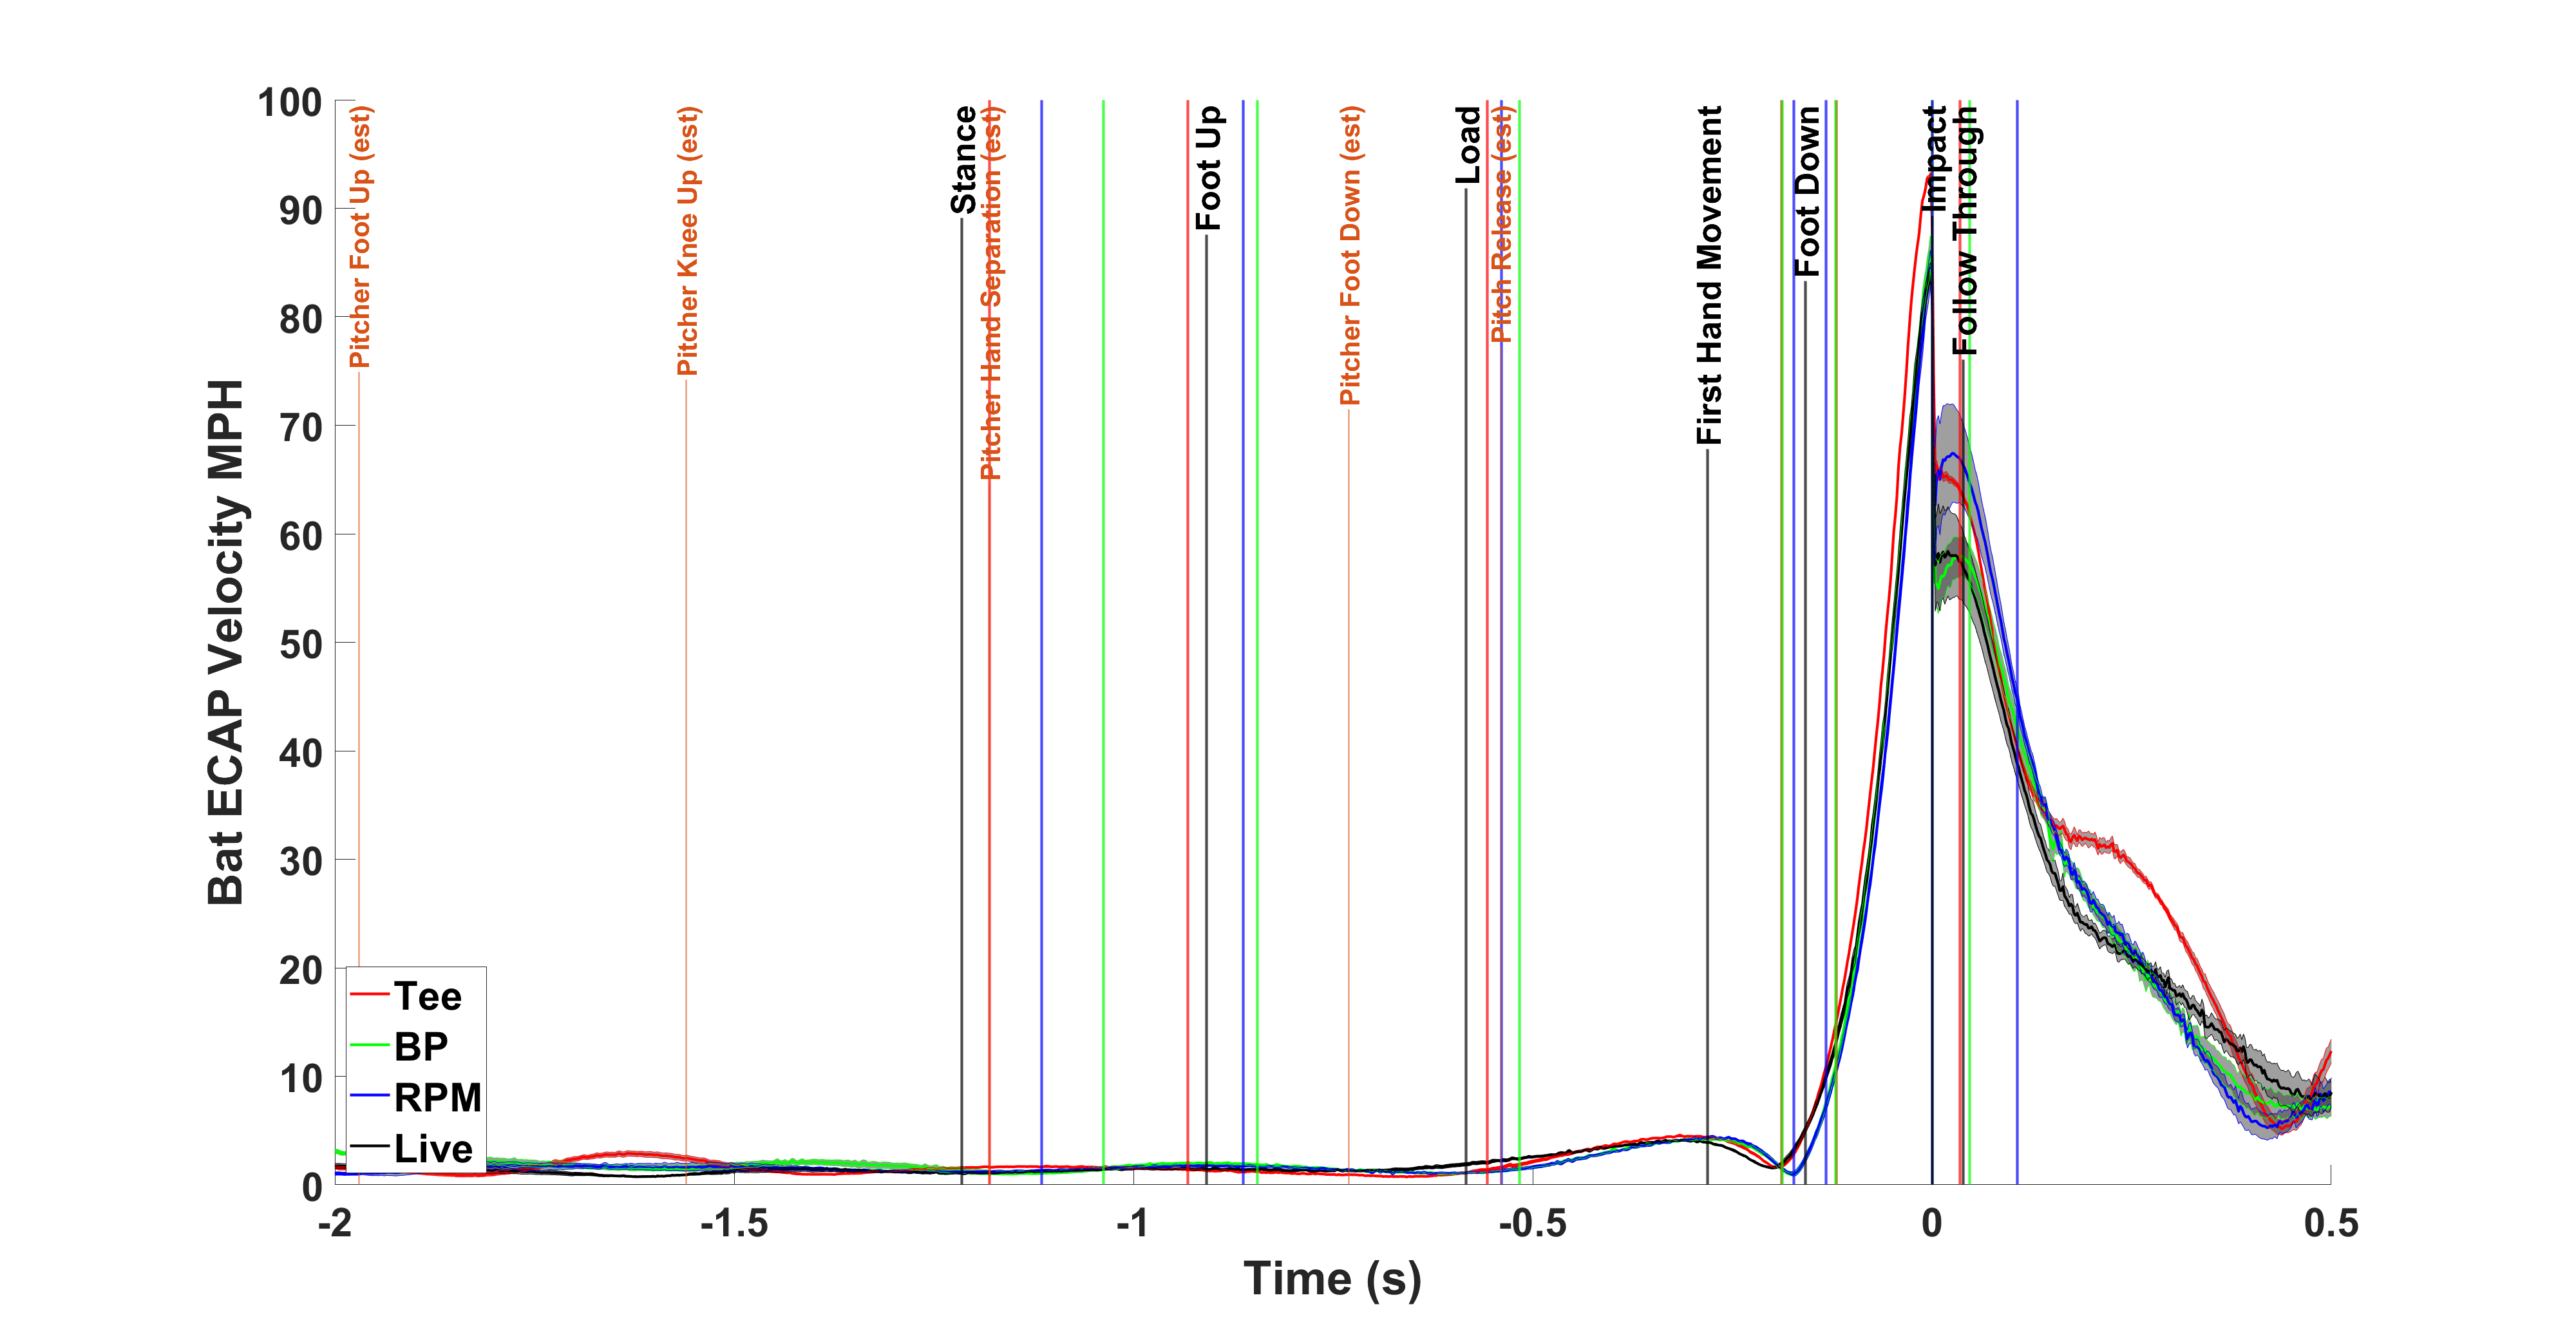 100
90
80
70
60
50
40
30
20
10
0
Bat ECAP Velocity MPH
Pitcher Foot Up (est)
Pitcher Knee Up (est)
Stance
Pitcher Hand Separation (est)
Foot Up
Pitcher Foot Down (est)
Load
Pitch Release (est)
First Hand Movement
Foot Down
Impact
Follow Through
Tee
BP
RPM
Live
-2
-1.5
-1
-0.5
0
0.5
Time (s)